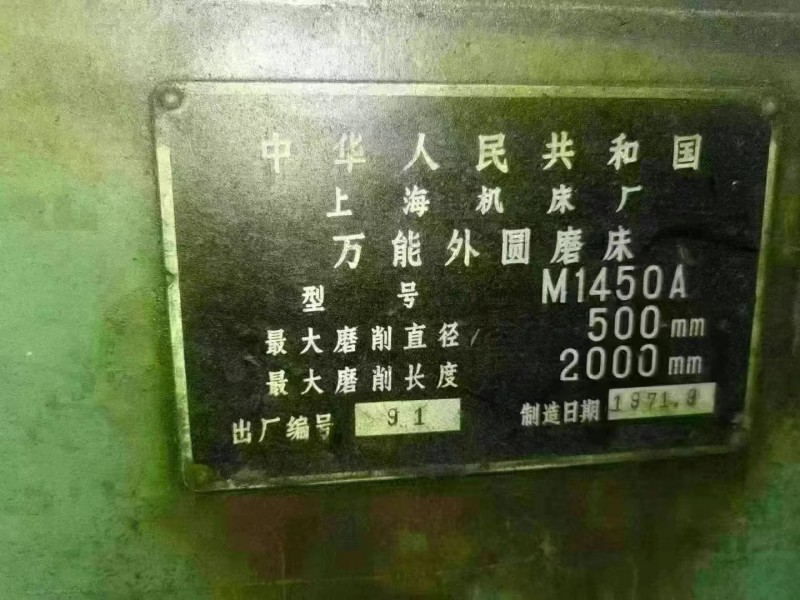 中华人民共和国
上海机床厂
万能外圆磨床
型号 M1450A
最大磨削直径 500mm
最大磨削长度 2000mm
出厂编号 91 制造日期 1971.9